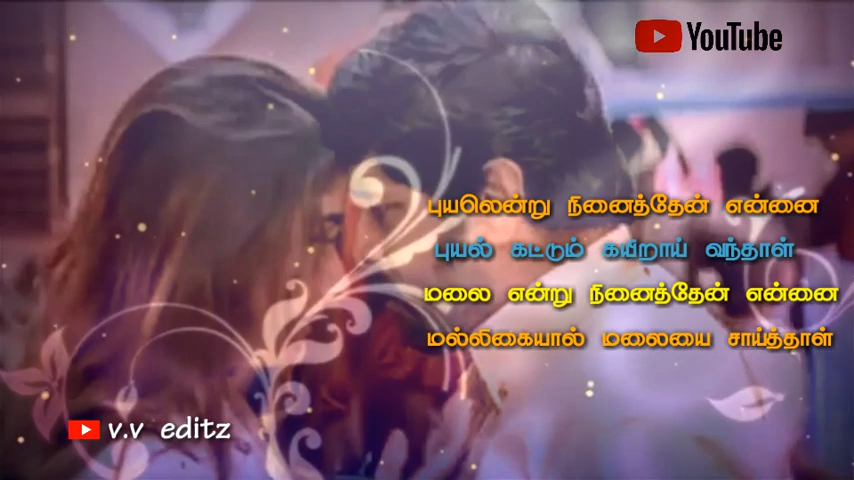 YouTube
புயலென்று நினைத்தேன் என்னை
புயல் கட்டும் கயிறாய் வந்தாள்
மலை என்று நினைத்தேன் என்னை
மல்லிகையால் மலையை சாய்த்தாள்
v.v editz